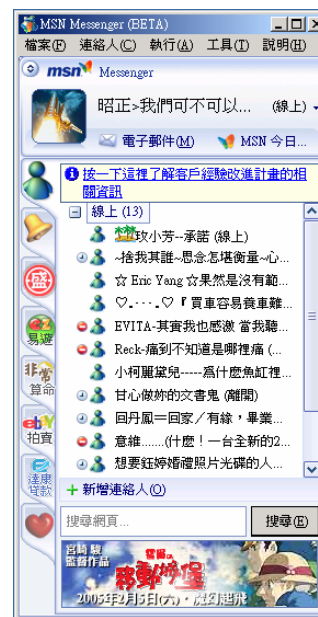 MSN Messenger (BETA)
檔案(F) 連絡人(C) 執行(A) 工具(T) 說明(H)
msn Messenger
昭正>我們可不可以... (線上)
電子郵件(M) MSN 今日...
按一下這裡了解客戶經驗改進計畫的相
關資訊
線上 (13)
玫小芳--承諾 (線上)
~捨我其誰~思念怎堪衡量~心...
☆ Eric Yang ☆果然是沒有範...
♡.‧‧‧.♡『買車容易養車難...
EVITA-其實我也感激 當我聽...
Reck-痛到不知道是哪裡痛 (...
小柯麗黛兒-----爲什麼魚缸裡...
甘心做妳的文書鬼 (離開)
回丹鳳＝回家／有緣，畢業...
意維.......(什麼！一台全新的2...
想要鈺婷婚禮照片光碟的人...
盛
易遊
非常
算命
ebY
拍賣
達康
貸款
新增連絡人(O)
搜尋網頁... 搜尋(E)
宮崎駿
監督作品
霍爾の
移動城堡
2005年2月5日(六)‧魔幻起飛